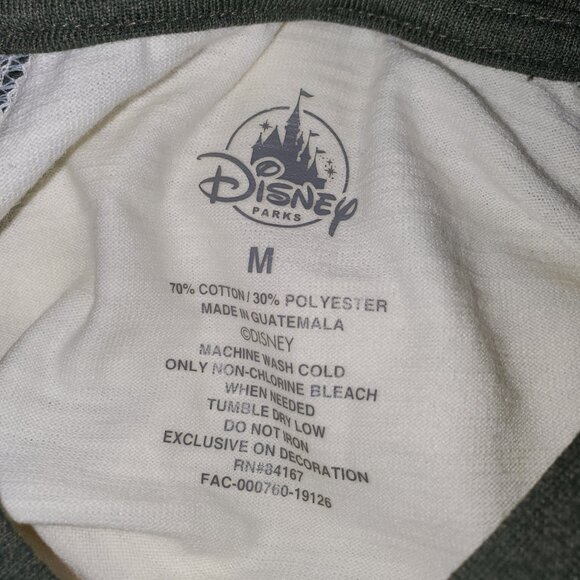 Disney
PARKS
M
70% COTTON/30% POLYESTER
MADE IN GUATEMALA
©DISNEY
MACHINE WASH COLD
ONLY NON-CHLORINE BLEACH
WHEN NEEDED
TUMBLE DRY LOW
DO NOT IRON
EXCLUSIVE ON DECORATION
RN#84167
FAC-000760-19126